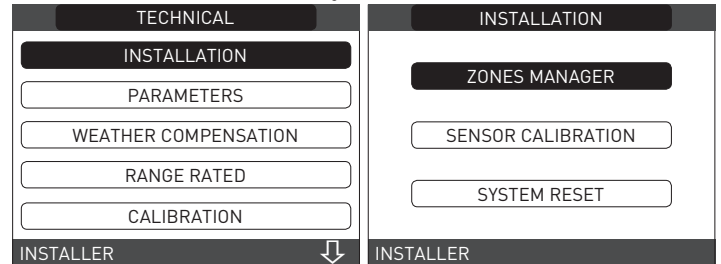 TECHNICAL
INSTALLATION
PARAMETERS
WEATHER COMPENSATION
RANGE RATED
CALIBRATION
INSTALLER
INSTALLATION
ZONES MANAGER
SENSOR CALIBRATION
SYSTEM RESET
INSTALLER